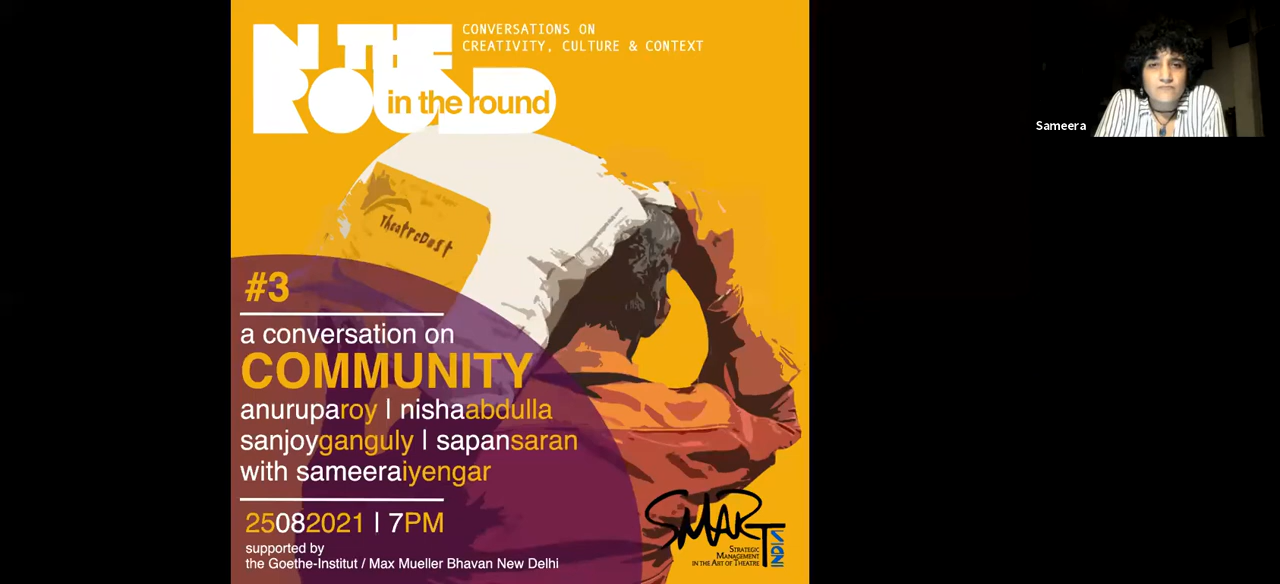 IN THE
ROUND
in the round
CONVERSATIONS ON
CREATIVITY, CULTURE & CONTEXT
TheatreDust
#3
a conversation on
COMMUNITY
anuruparoy | nishaabdulla
sanjoyganguly | sapansaran
with sameeraiyengar
25082021 | 7PM
supported by
the Goethe-Institut / Max Mueller Bhavan New Delhi
SMART
STRATEGIC
MANAGEMENT
IN THE ART OF THEATRE
INDIA
Sameera